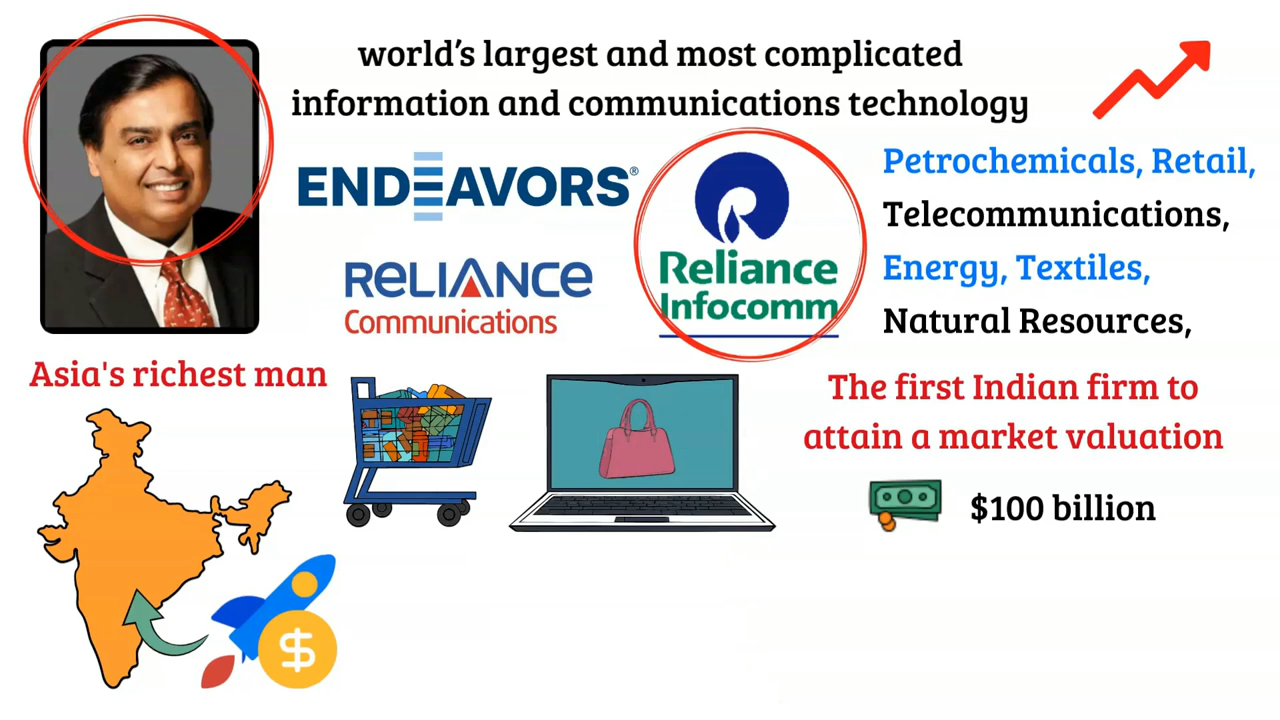 world's largest and most complicated
information and communications technology
ENDEAVORS®
RELIANCE
Communications
Reliance
Infocomm
Petrochemicals, Retail,
Telecommunications,
Energy, Textiles,
Natural Resources,
Asia's richest man
The first Indian firm to
attain a market valuation
$100 billion
$